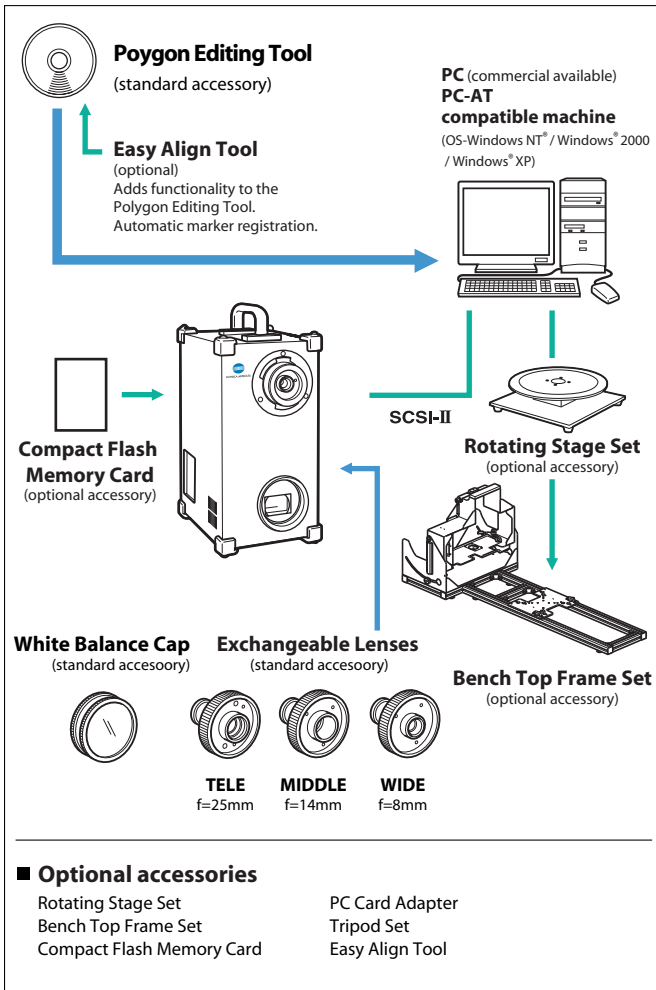 Poygon Editing Tool
(standard accessory)
Easy Align Tool
(optional)
Adds functionality to the
Polygon Editing Tool.
Automatic marker registration.
PC (commercial available)
PC-AT
compatible machine
(OS-Windows NT® / Windows® 2000
/ Windows® XP)
KONICA MINOLTA
SCSI-II
Compact Flash
Memory Card
(optional accessory)
Rotating Stage Set
(optional accessory)
Bench Top Frame Set
(optional accessory)
White Balance Cap
(standard accesoory)
Exchangeable Lenses
(standard accesoory)
TELE
f=25mm
MIDDLE
f=14mm
WIDE
f=8mm
■ Optional accessories
Rotating Stage Set
Bench Top Frame Set
Compact Flash Memory Card
PC Card Adapter
Tripod Set
Easy Align Tool